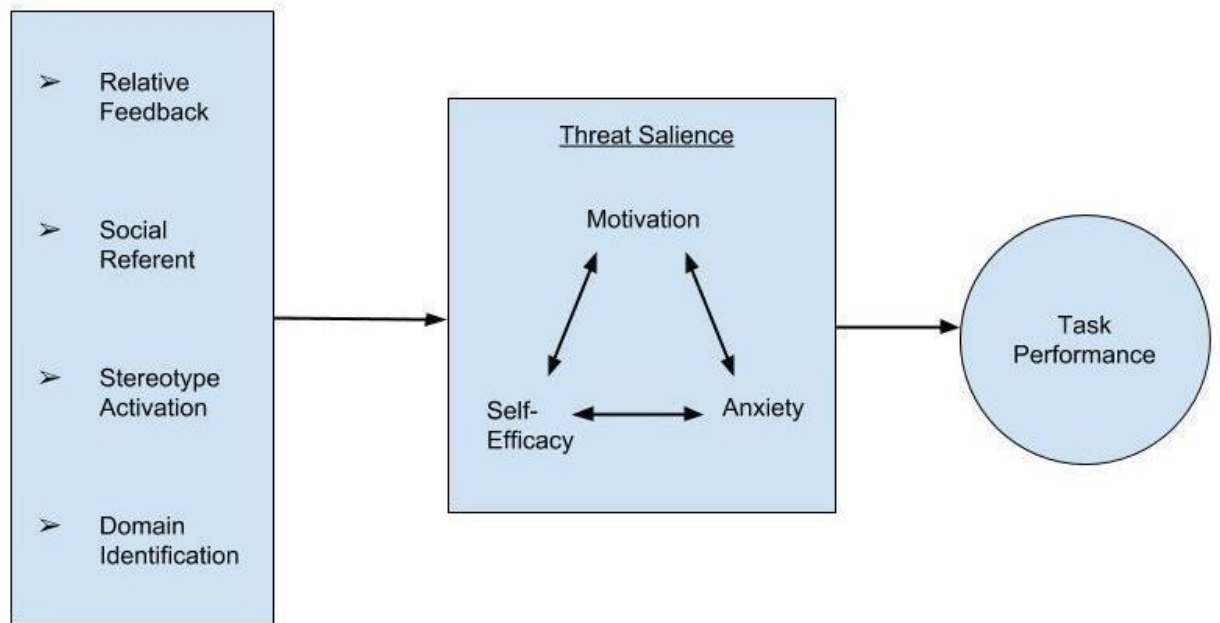 ➢ Relative
Feedback
➢ Social
Referent
➢ Stereotype
Activation
➢ Domain
Identification
Threat Salience
Motivation
Self-
Efficacy
Anxiety
Task
Performance